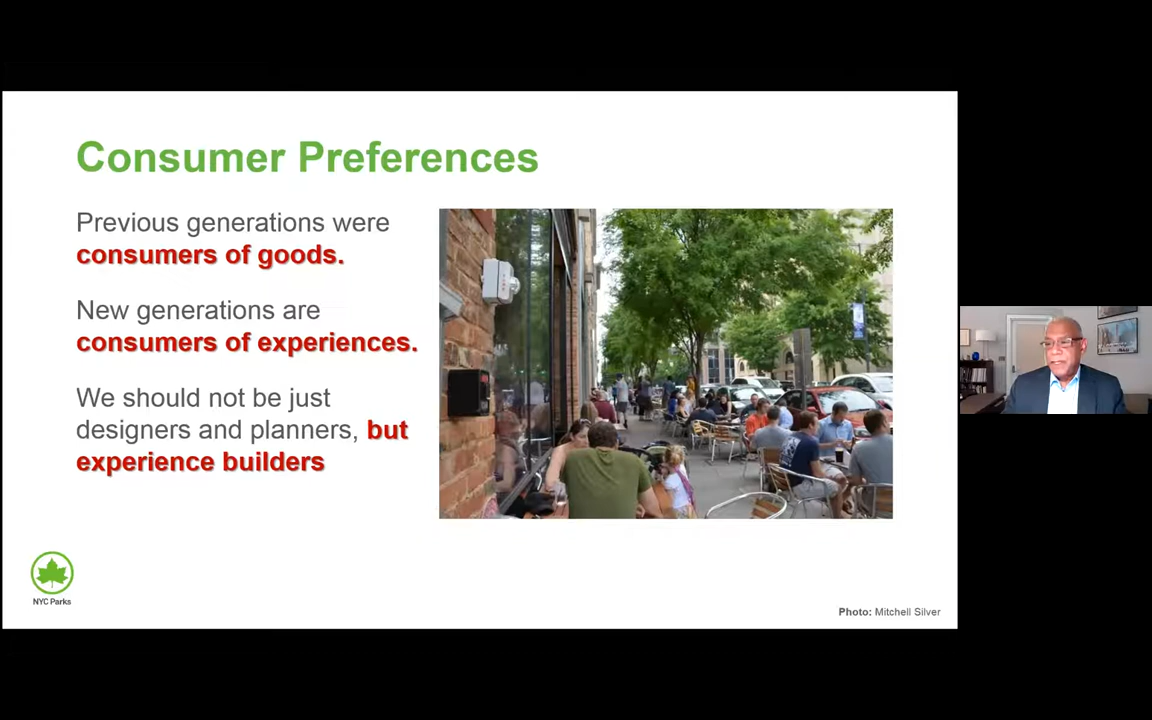 Consumer Preferences
Previous generations were
consumers of goods.
New generations are
consumers of experiences.
We should not be just
designers and planners, but
experience builders
NYC Parks
Photo: Mitchell Silver